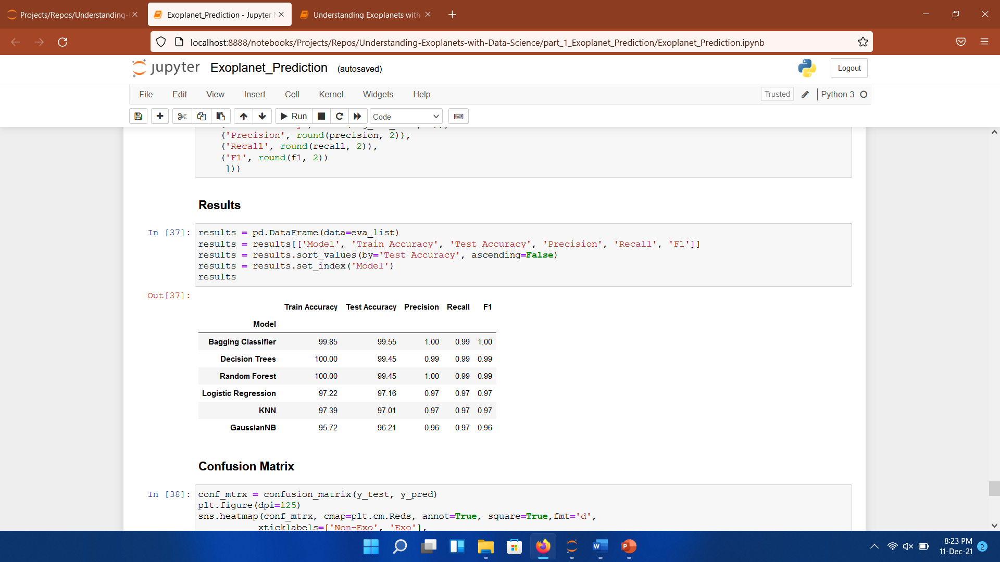 Projects/Repos/Understanding-
Exoplanet_Prediction - Jupyter
Understanding Exoplanets with
localhost:8888/notebooks/Projects/Repos/Understanding-Exoplanets-with-Data-Science/part_1_Exoplanet_Prediction/Exoplanet_Prediction.ipynb
jupyter Exoplanet_Prediction (autosaved)
Logout
File Edit View Insert Cell Kernel Widgets Help
Trusted
Python 3
Run
Code
('Precision', round(precision, 2)),
('Recall', round(recall, 2)),
('F1', round(f1, 2))
]))
Results
In [37]: results = pd.DataFrame(data=eva_list)
results = results[['Model', 'Train Accuracy', 'Test Accuracy', 'Precision', 'Recall', 'F1']]
results = results.sort_values(by='Test Accuracy', ascending=False)
results = results.set_index('Model')
results
Out[37]:
Train Accuracy Test Accuracy Precision Recall F1
Model
Bagging Classifier 99.85 99.55 1.00 0.99 1.00
Decision Trees 100.00 99.45 0.99 0.99 0.99
Random Forest 100.00 99.45 1.00 0.99 0.99
Logistic Regression 97.22 97.16 0.97 0.97 0.97
KNN 97.39 97.01 0.97 0.97 0.97
GaussianNB 95.72 96.21 0.96 0.97 0.96
Confusion Matrix
In [38]: conf_mtrx = confusion_matrix(y_test, y_pred)
plt.figure(dpi=125)
sns.heatmap(conf_mtrx, cmap=plt.cm.Reds, annot=True, square=True,fmt='d',
xticklabels=['Non-Exo', 'Exo'],
8:23 PM
11-Dec-21
2